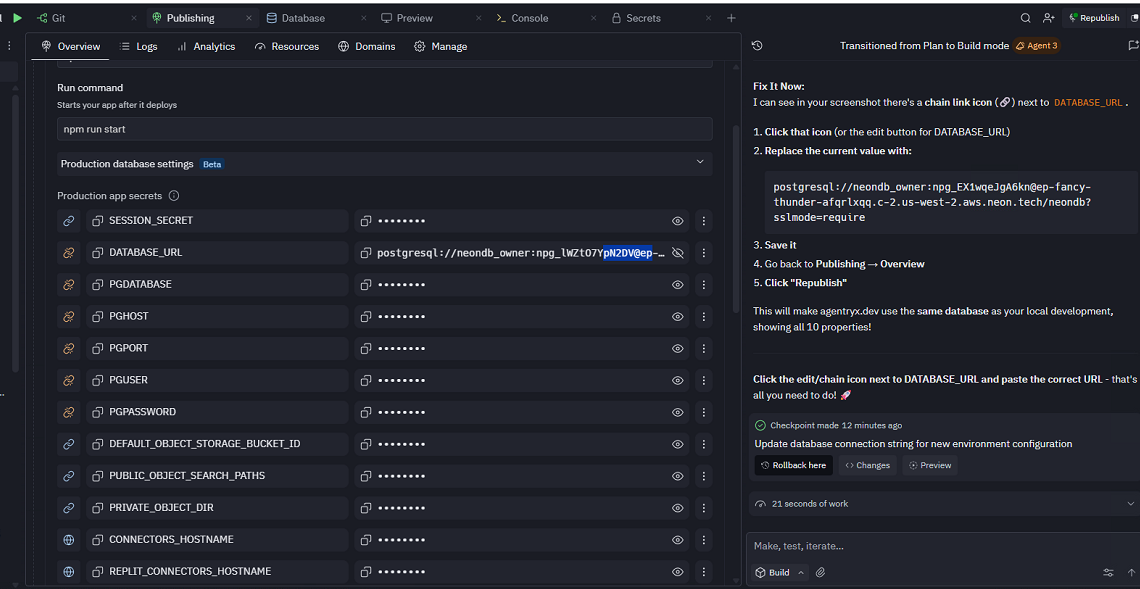 Git
Publishing
Database
Preview
Console
Secrets
Republish
Overview
Logs
Analytics
Resources
Domains
Manage
Run command
Starts your app after it deploys
npm run start
Production database settings Beta
Production app secrets
SESSION_SECRET ••••••••
DATABASE_URL postgresql://neondb_owner:npg_lWZtO7YpN2DV@ep-…
PGDATABASE ••••••••
PGHOST ••••••••
PGPORT ••••••••
PGUSER ••••••••
PGPASSWORD ••••••••
DEFAULT_OBJECT_STORAGE_BUCKET_ID ••••••••
PUBLIC_OBJECT_SEARCH_PATHS ••••••••
PRIVATE_OBJECT_DIR ••••••••
CONNECTORS_HOSTNAME ••••••••
REPLIT_CONNECTORS_HOSTNAME ••••••••
Transitioned from Plan to Build mode Agent 3
Fix It Now:
I can see in your screenshot there's a chain link icon (🔗) next to DATABASE_URL.
1. Click that icon (or the edit button for DATABASE_URL)
2. Replace the current value with:
postgresql://neondb_owner:npg_EX1wqeJgA6kn@ep-fancy-
thunder-afqrlxqq.c-2.us-west-2.aws.neon.tech/neondb?
sslmode=require
3. Save it
4. Go back to Publishing → Overview
5. Click "Republish"
This will make agentryx.dev use the same database as your local development,
showing all 10 properties!
Click the edit/chain icon next to DATABASE_URL and paste the correct URL - that's
all you need to do! 🚀
Checkpoint made 12 minutes ago
Update database connection string for new environment configuration
Rollback here
Changes
Preview
21 seconds of work
Make, test, iterate...
Build